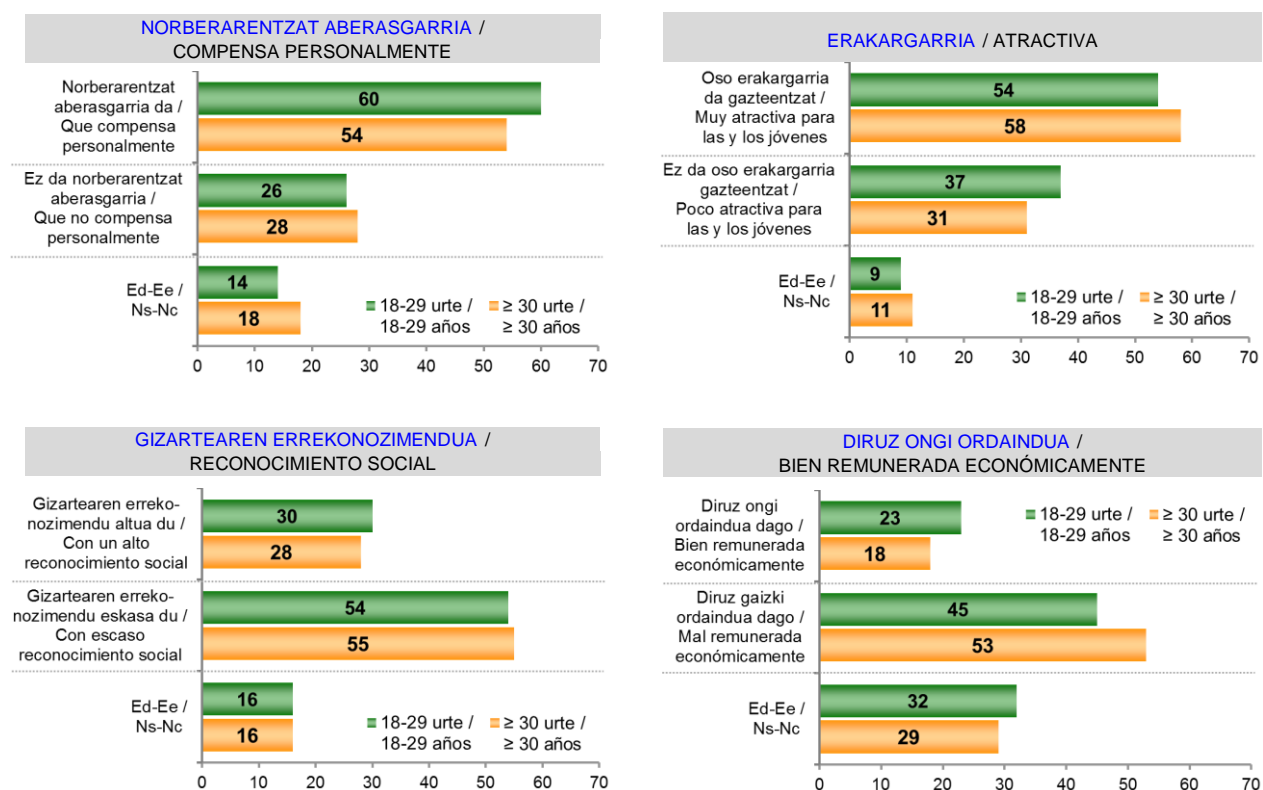 NORBERARENTZAT ABERASGARRIA /
COMPENSA PERSONALMENTE
Norberarentzat
aberasgarria da /
Que compensa
personalmente
60
54
Ez da norberarentzat
aberasgarria /
Que no compensa
personalmente
26
28
Ed-Ee /
Ns-Nc
14
18
18-29 urte /
18-29 años
≥ 30 urte /
≥ 30 años
0 10 20 30 40 50 60 70
ERAKARGARRIA / ATRACTIVA
Oso erakargarria
da gazteentzat /
Muy atractiva para
las y los jóvenes
54
58
Ez da oso erakargarria
gazteentzat /
Poco atractiva para
las y los jóvenes
37
31
Ed-Ee /
Ns-Nc
9
11
18-29 urte /
18-29 años
≥ 30 urte /
≥ 30 años
0 10 20 30 40 50 60 70
GIZARTEAREN ERREKONOZIMENDUA /
RECONOCIMIENTO SOCIAL
Gizartearen erreko-
nozimendu altua du /
Con un alto
reconocimiento social
30
28
Gizartearen erreko-
nozimendu eskasa du /
Con escaso
reconocimiento social
54
55
Ed-Ee /
Ns-Nc
16
16
18-29 urte /
18-29 años
≥ 30 urte /
≥ 30 años
0 10 20 30 40 50 60 70
DIRUZ ONGI ORDAINDUA /
BIEN REMUNERADA ECONÓMICAMENTE
Diruz ongi
ordaindua dago /
Bien remunerada
económicamente
23
18
18-29 urte /
18-29 años
≥ 30 urte /
≥ 30 años
Diruz gaizki
ordaindua dago /
Mal remunerada
económicamente
45
53
Ed-Ee /
Ns-Nc
32
29
0 10 20 30 40 50 60 70